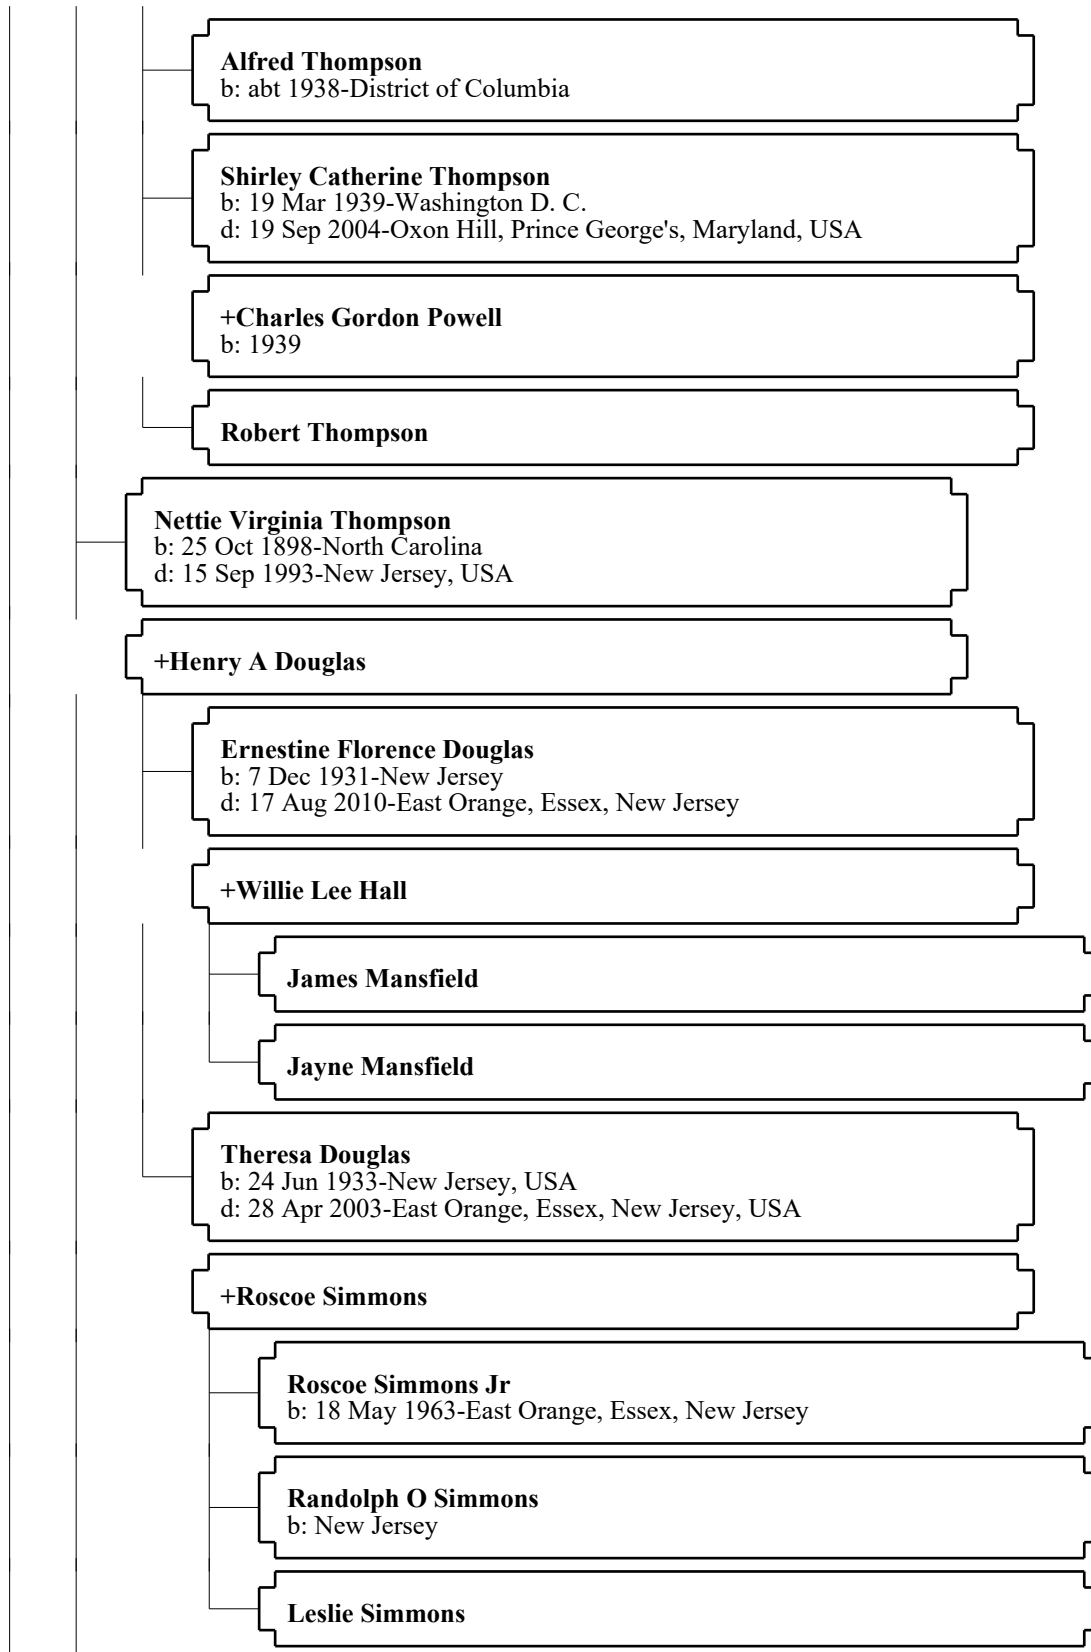 Alfred Thompson
b: abt 1938-District of Columbia
Shirley Catherine Thompson
b: 19 Mar 1939-Washington D. C.
d: 19 Sep 2004-Oxon Hill, Prince George's, Maryland, USA
+Charles Gordon Powell
b: 1939
Robert Thompson
Nettie Virginia Thompson
b: 25 Oct 1898-North Carolina
d: 15 Sep 1993-New Jersey, USA
+Henry A Douglas
Ernestine Florence Douglas
b: 7 Dec 1931-New Jersey
d: 17 Aug 2010-East Orange, Essex, New Jersey
+Willie Lee Hall
James Mansfield
Jayne Mansfield
Theresa Douglas
b: 24 Jun 1933-New Jersey, USA
d: 28 Apr 2003-East Orange, Essex, New Jersey, USA
+Roscoe Simmons
Roscoe Simmons Jr
b: 18 May 1963-East Orange, Essex, New Jersey
Randolph O Simmons
b: New Jersey
Leslie Simmons